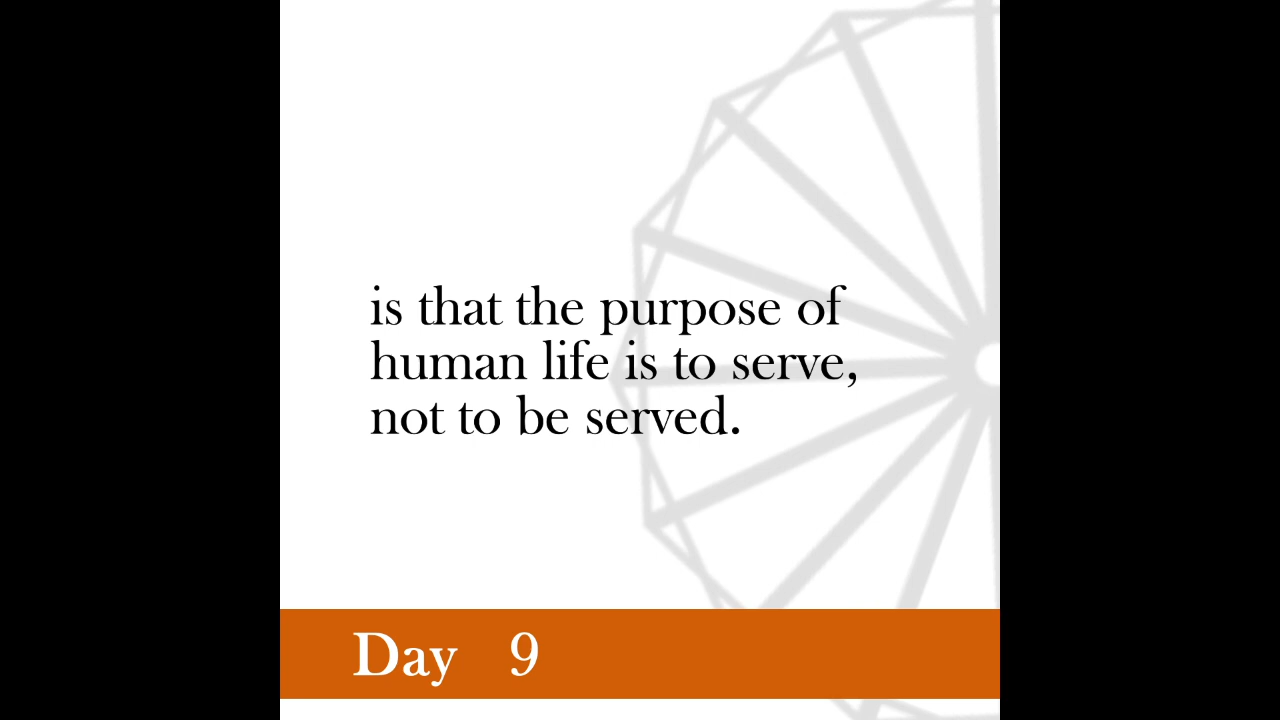 is that the purpose of
human life is to serve,
not to be served.
Day 9